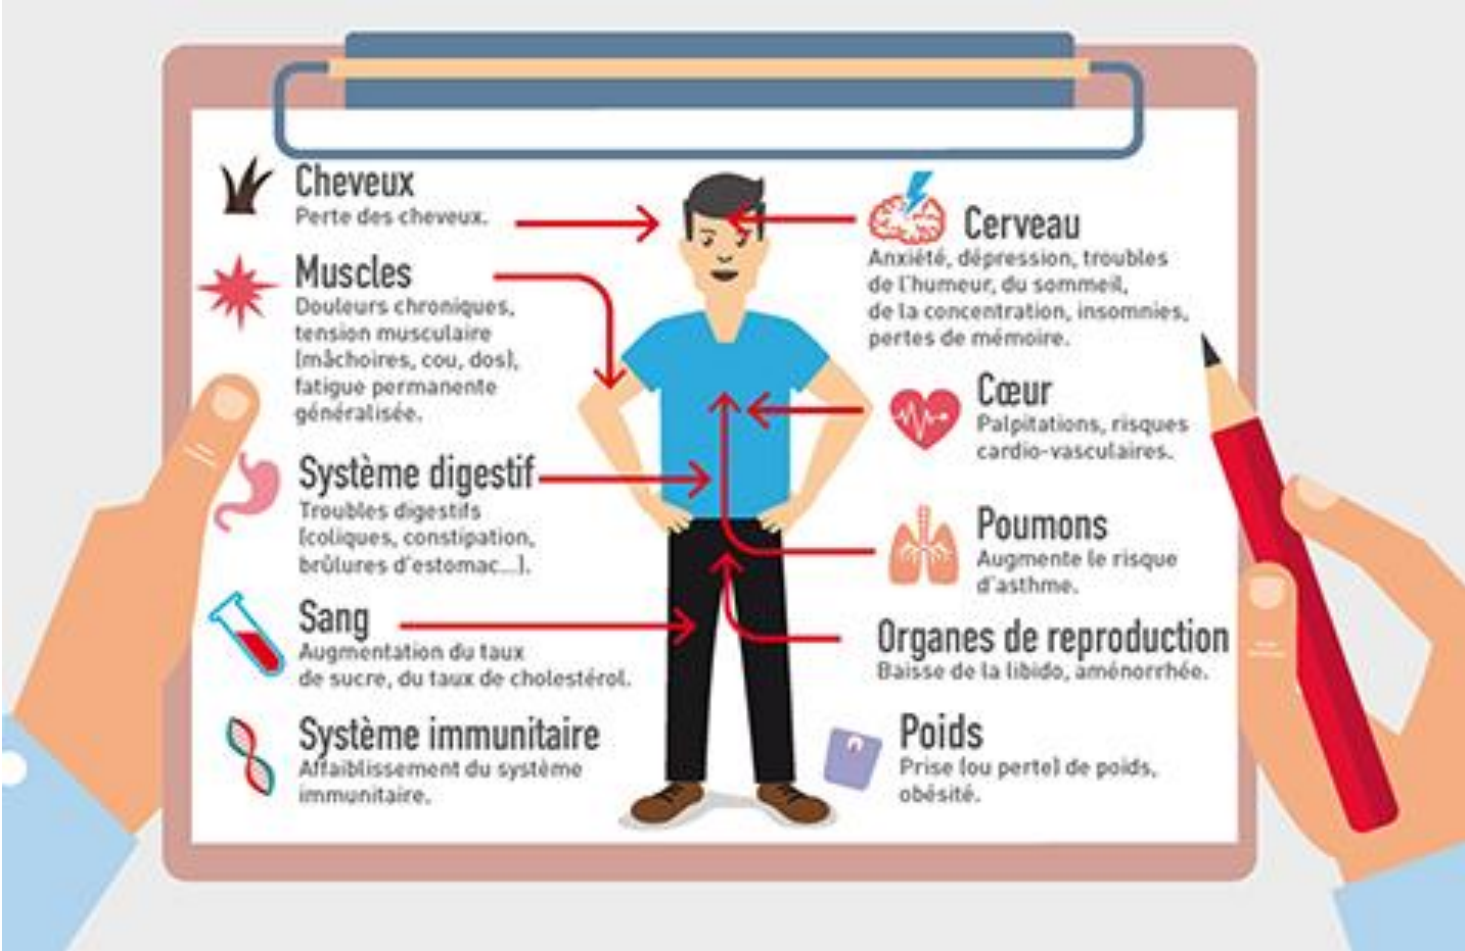 Cheveux
Perte des cheveux.
Muscles
Douleurs chroniques,
tension musculaire
(mâchoires, cou, dos),
fatigue permanente
généralisée.
Système digestif
Troubles digestifs
(coliques, constipation,
brûlures d'estomac...).
Sang
Augmentation du taux
de sucre, du taux de cholestérol.
Système immunitaire
Affaiblissement du système
immunitaire.
Cerveau
Anxiété, dépression, troubles
de l'humeur, du sommeil,
de la concentration, insomnies,
pertes de mémoire.
Cœur
Palpitations, risques
cardio-vasculaires.
Poumons
Augmente le risque
d'asthme.
Organes de reproduction
Baisse de la libido, aménorrhée.
Poids
Prise (ou perte) de poids,
obésité.